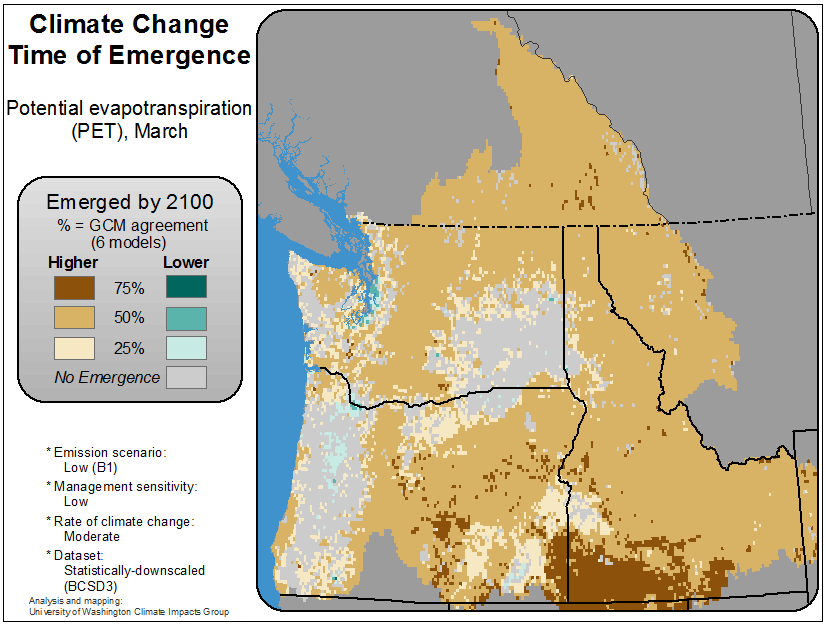 Climate Change
Time of Emergence
Potential evapotranspiration
(PET), March
Emerged by 2100
% = GCM agreement
(6 models)
Higher Lower
75%
50%
25%
No Emergence
* Emission scenario:
Low (B1)
* Management sensitivity:
Low
* Rate of climate change:
Moderate
* Dataset:
Statistically-downscaled
(BCSD3)
Analysis and mapping:
University of Washington Climate Impacts Group